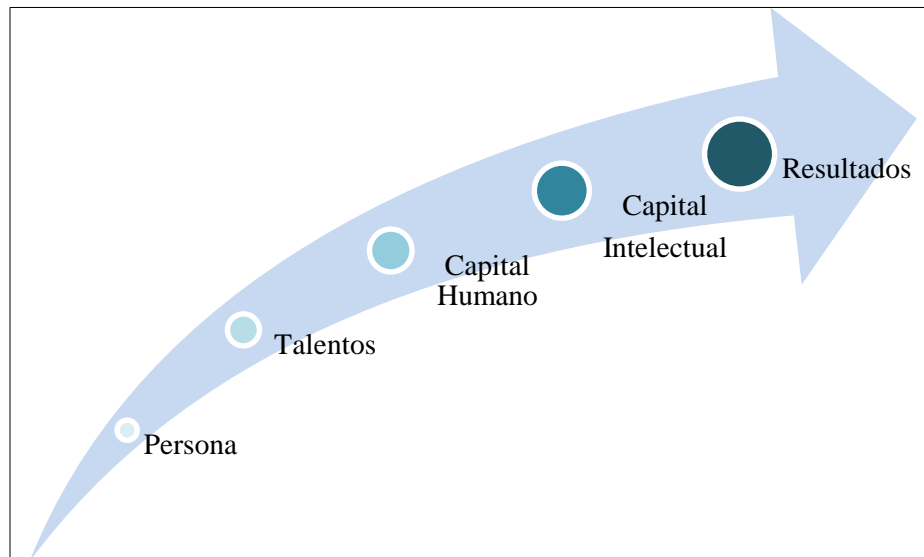 Persona
Talentos
Capital
Humano
Capital
Intelectual
Resultados